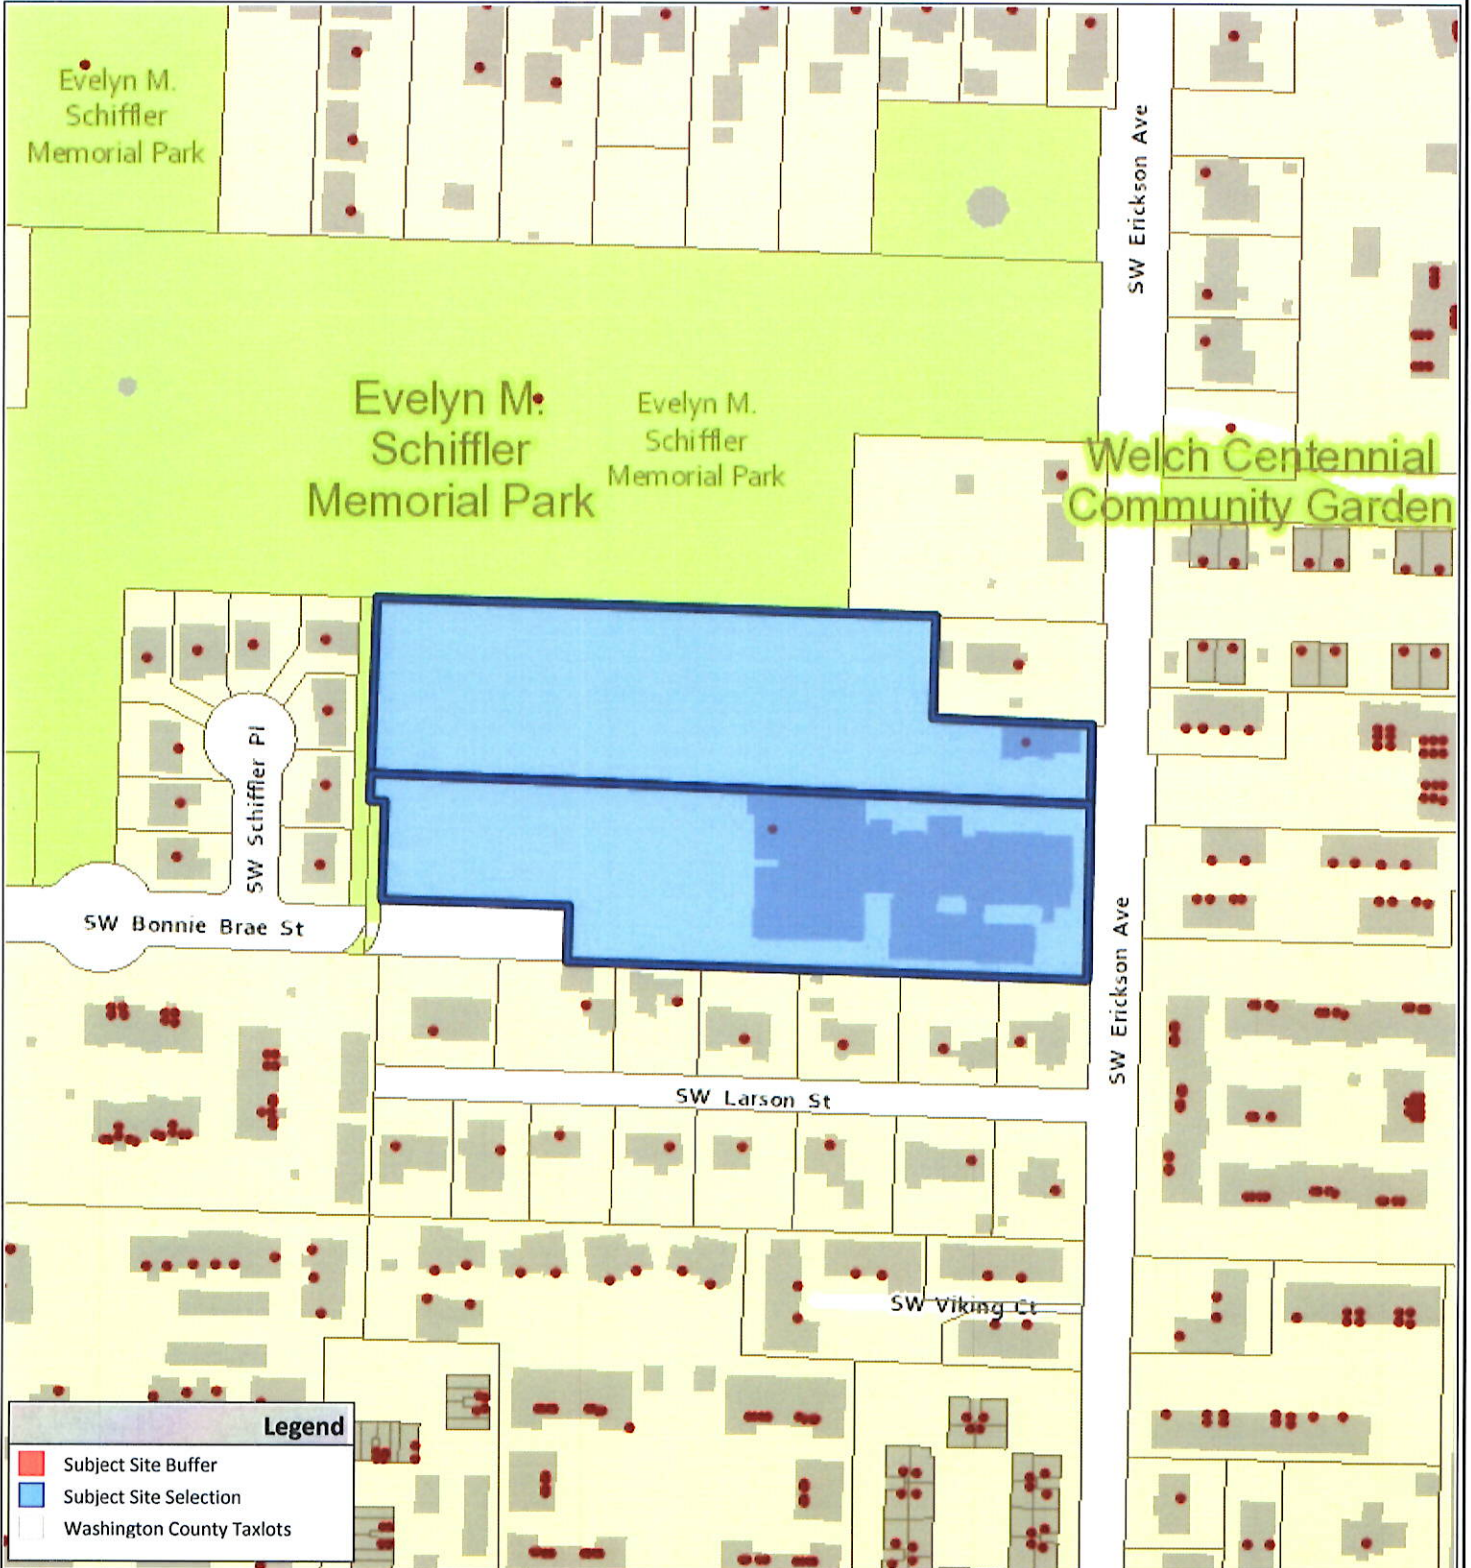 Evelyn M.
Schiffler
Memorial Park
SW Erickson Ave
Evelyn M.
Schiffler
Memorial Park
Evelyn M.
Schiffler
Memorial Park
Welch Centennial
Community Garden
SW Schiffler Pl
SW Bonnie Brae St
SW Erickson Ave
SW Larson St
SW Viking Ct
Legend
Subject Site Buffer
Subject Site Selection
Washington County Taxlots